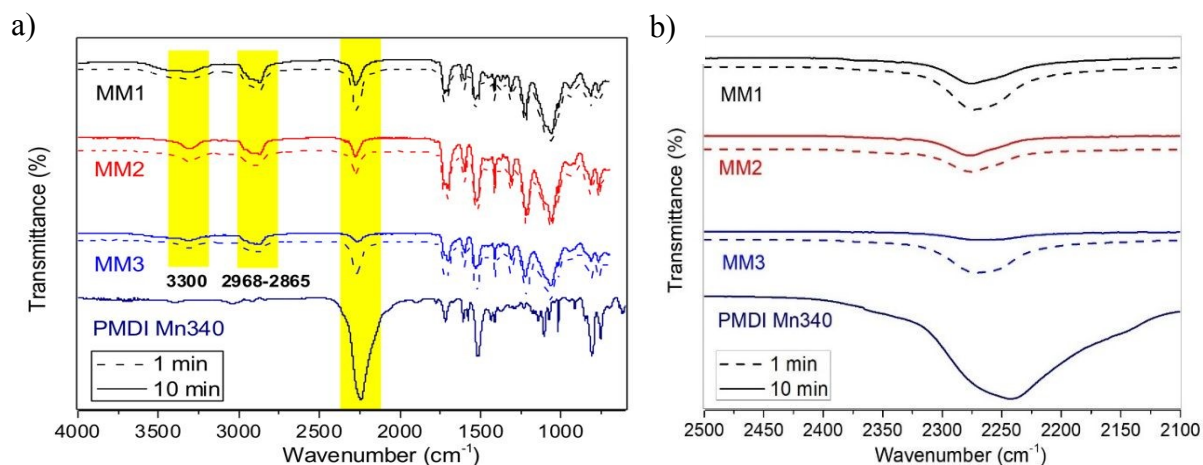 a)
Transmittance (%)
MM1
MM2
MM3
3300 2968-2865
PMDI Mn340
1 min
10 min
4000 3500 3000 2500 2000 1500 1000
Wavenumber (cm⁻¹)
b)
Transmittance (%)
MM1
MM2
MM3
PMDI Mn340
1 min
10 min
2500 2450 2400 2350 2300 2250 2200 2150 2100
Wavenumber (cm⁻¹)